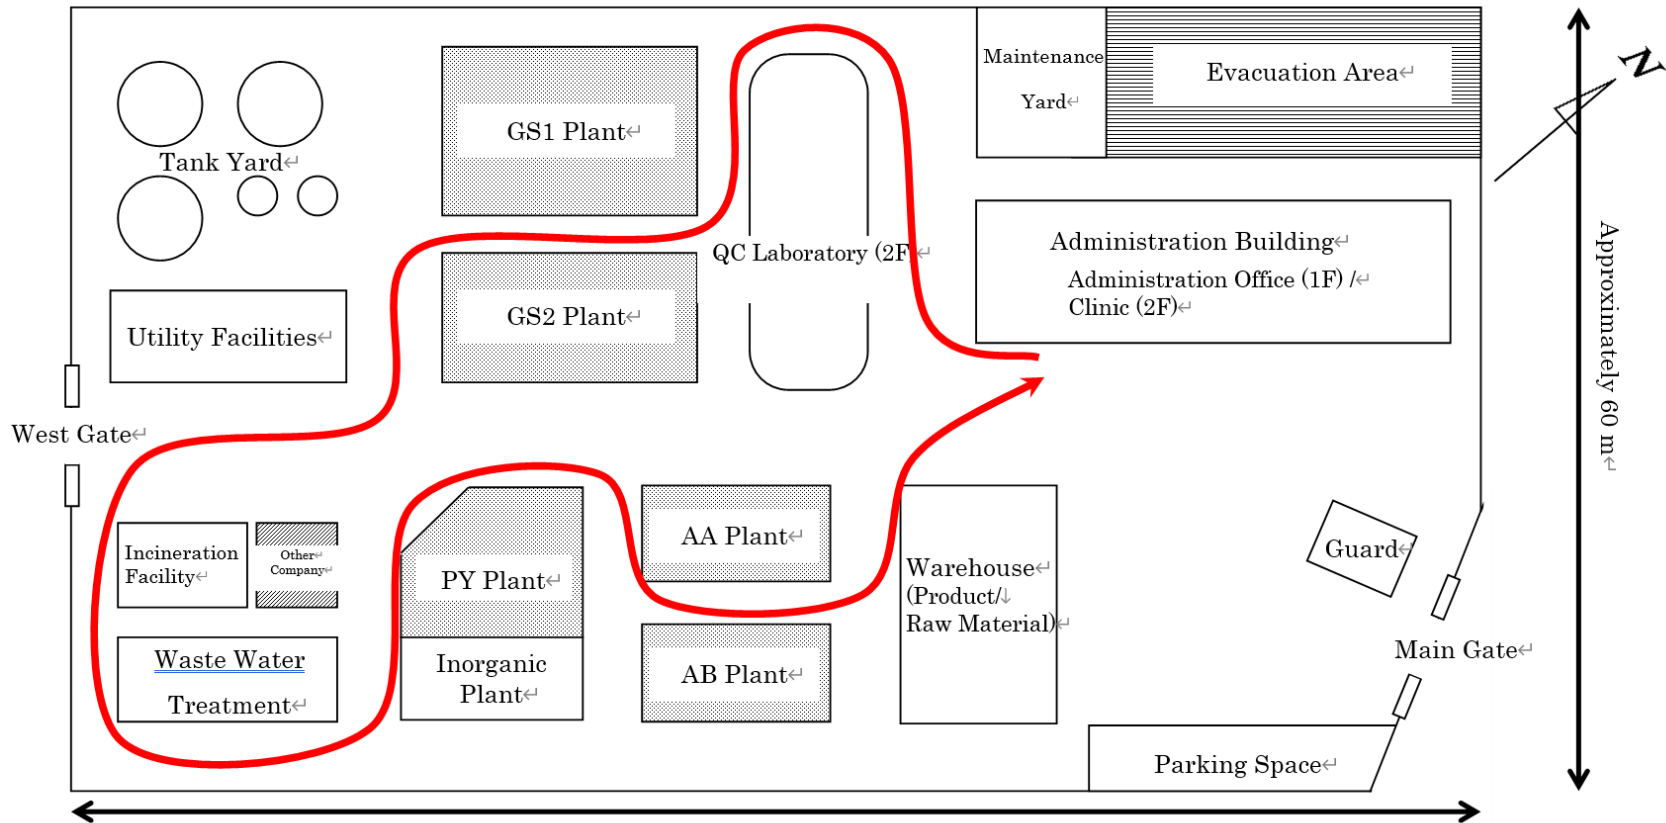 Maintenance
Yard↵
Evacuation Area↵
N
GS1 Plant↵
Tank Yard↵
QC Laboratory (2F)↵
Administration Building↵
Administration Office (1F) /↵
Clinic (2F)↵
GS2 Plant↵
Utility Facilities↵
Approximately 60 m↵
West Gate↵
Incineration
Facility↵
Other↵
Company↵
PY Plant↵
AA Plant↵
Warehouse↵
(Product/↓
Raw Material)↵
Guard↵
Waste Water
Treatment↵
Inorganic
Plant↵
AB Plant↵
Main Gate↵
Parking Space↵